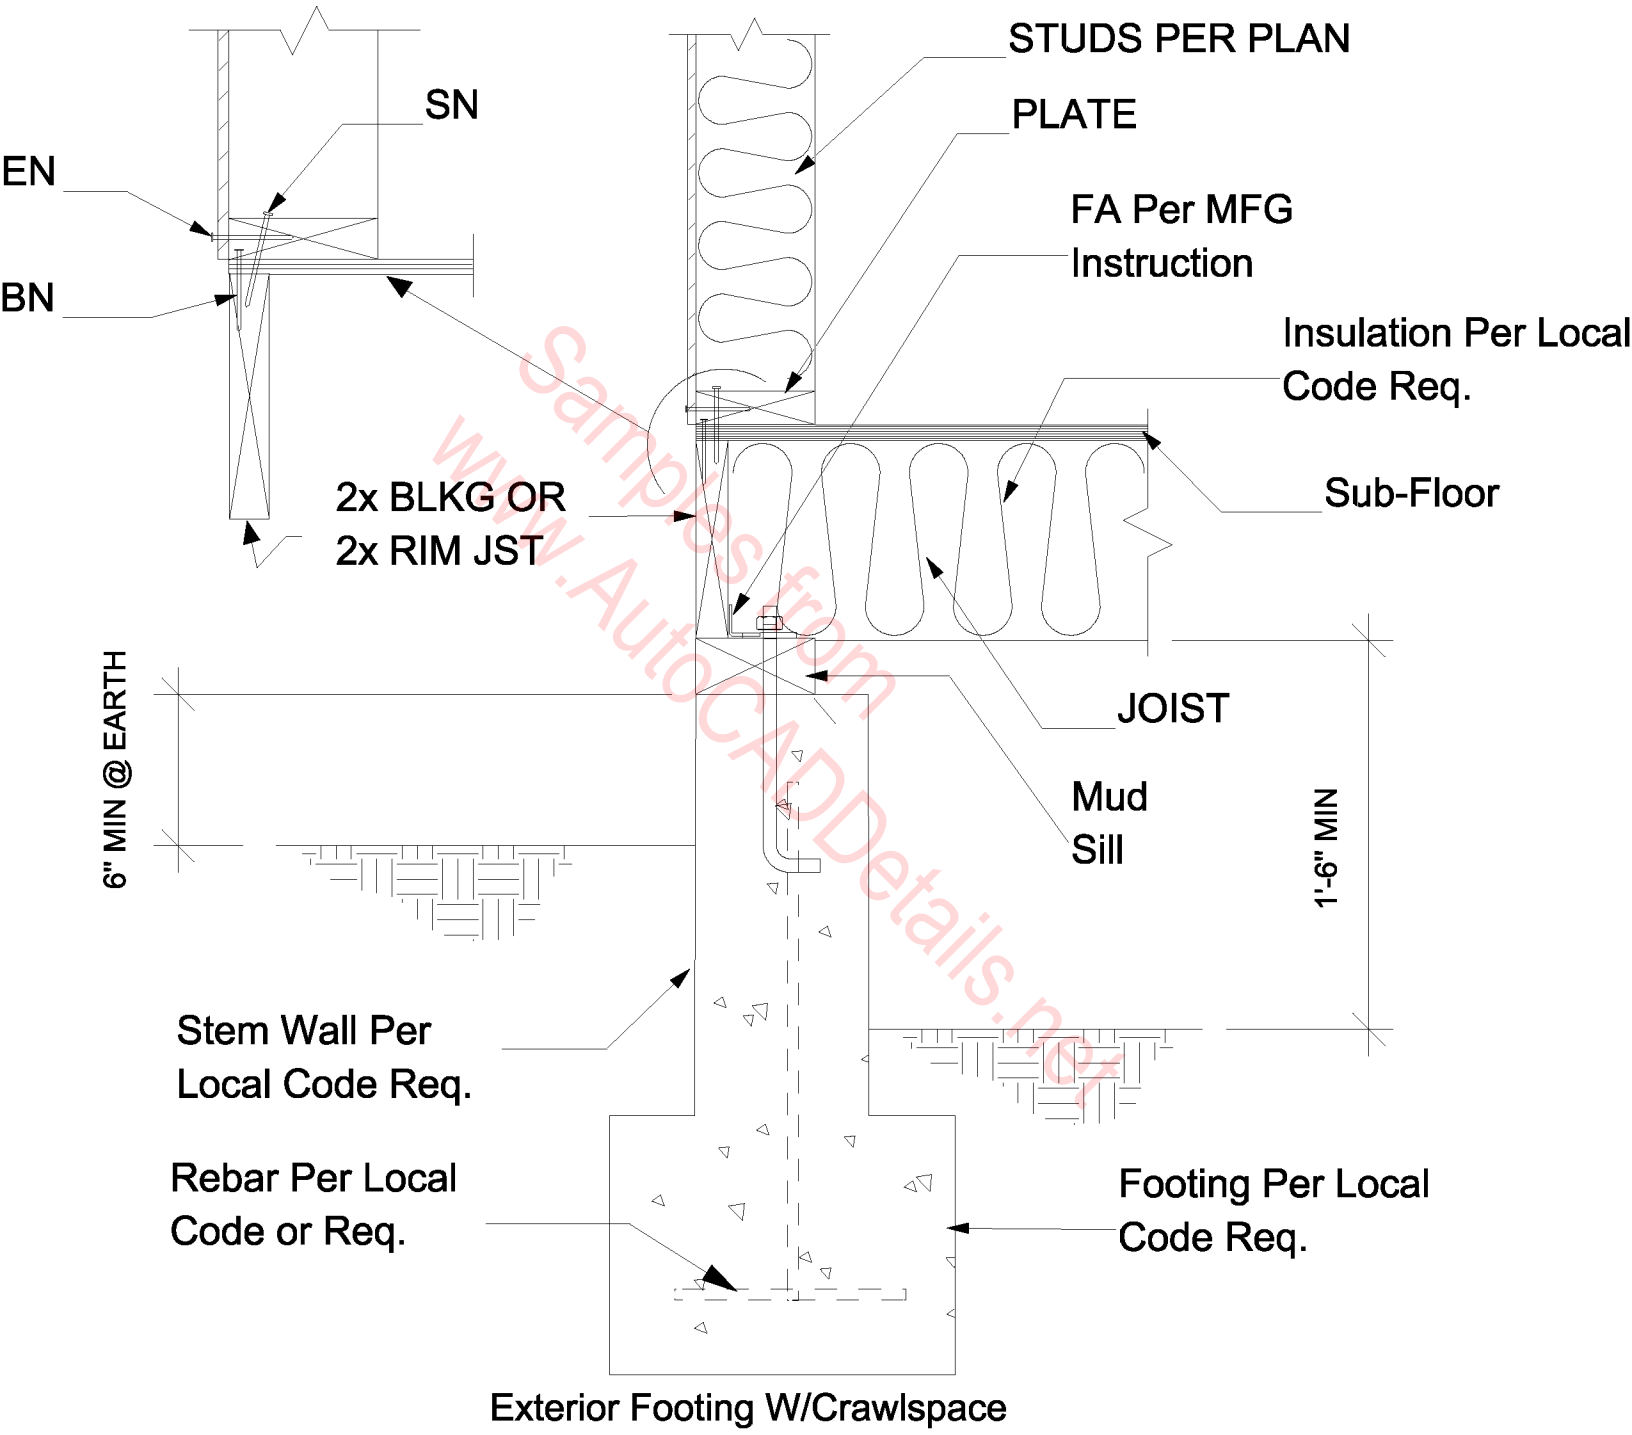 STUDS PER PLAN
SN
PLATE
EN
FA Per MFG
Instruction
BN
Insulation Per Local
Code Req.
2x BLKG OR
2x RIM JST
Sub-Floor
Samples from
www.AutoCADDetails.net
6" MIN @ EARTH
JOIST
Mud
Sill
1'-6" MIN
Stem Wall Per
Local Code Req.
Rebar Per Local
Code or Req.
Footing Per Local
Code Req.
Exterior Footing W/Crawlspace